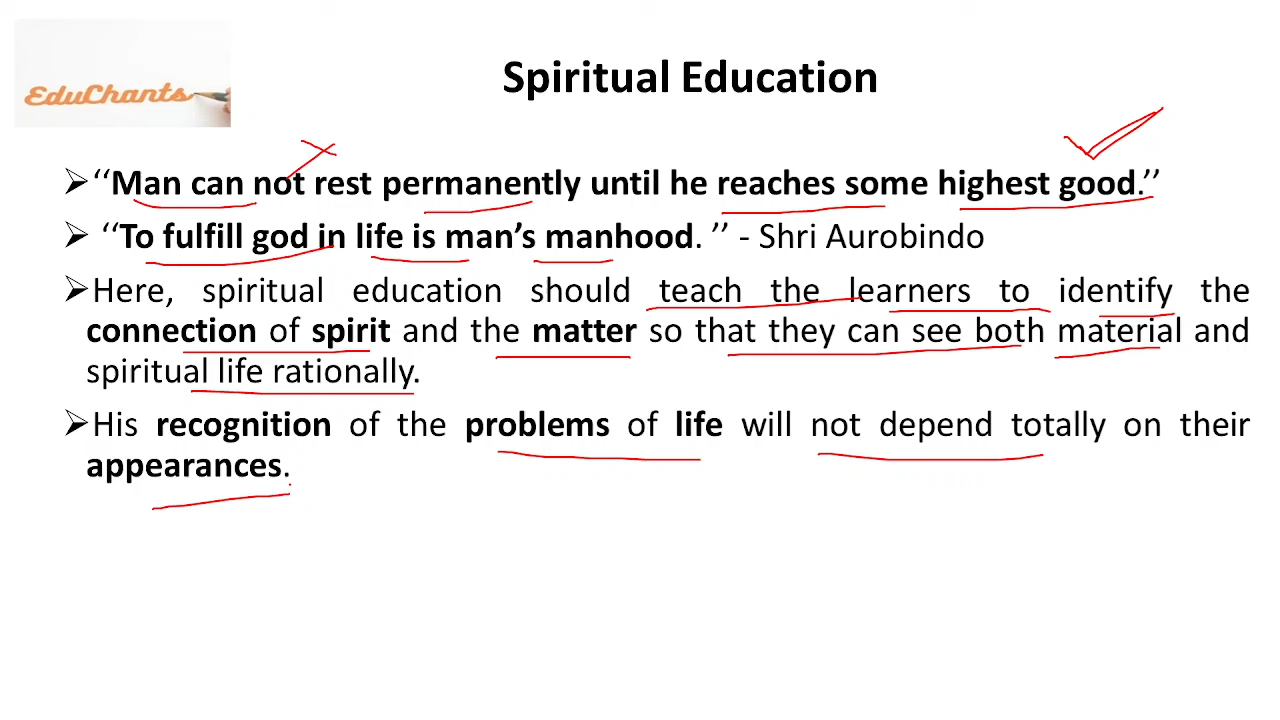 EduChants
Spiritual Education
➢‘‘Man can not rest permanently until he reaches some highest good.’’
➢ ‘‘To fulfill god in life is man’s manhood. ’’ - Shri Aurobindo
➢Here, spiritual education should teach the learners to identify the
connection of spirit and the matter so that they can see both material and
spiritual life rationally.
➢His recognition of the problems of life will not depend totally on their
appearances.